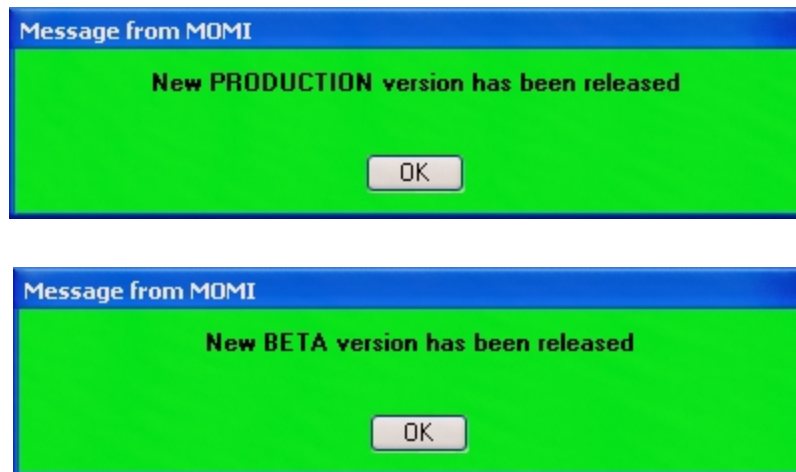 Message from MOMI
New PRODUCTION version has been released
OK
Message from MOMI
New BETA version has been released
OK